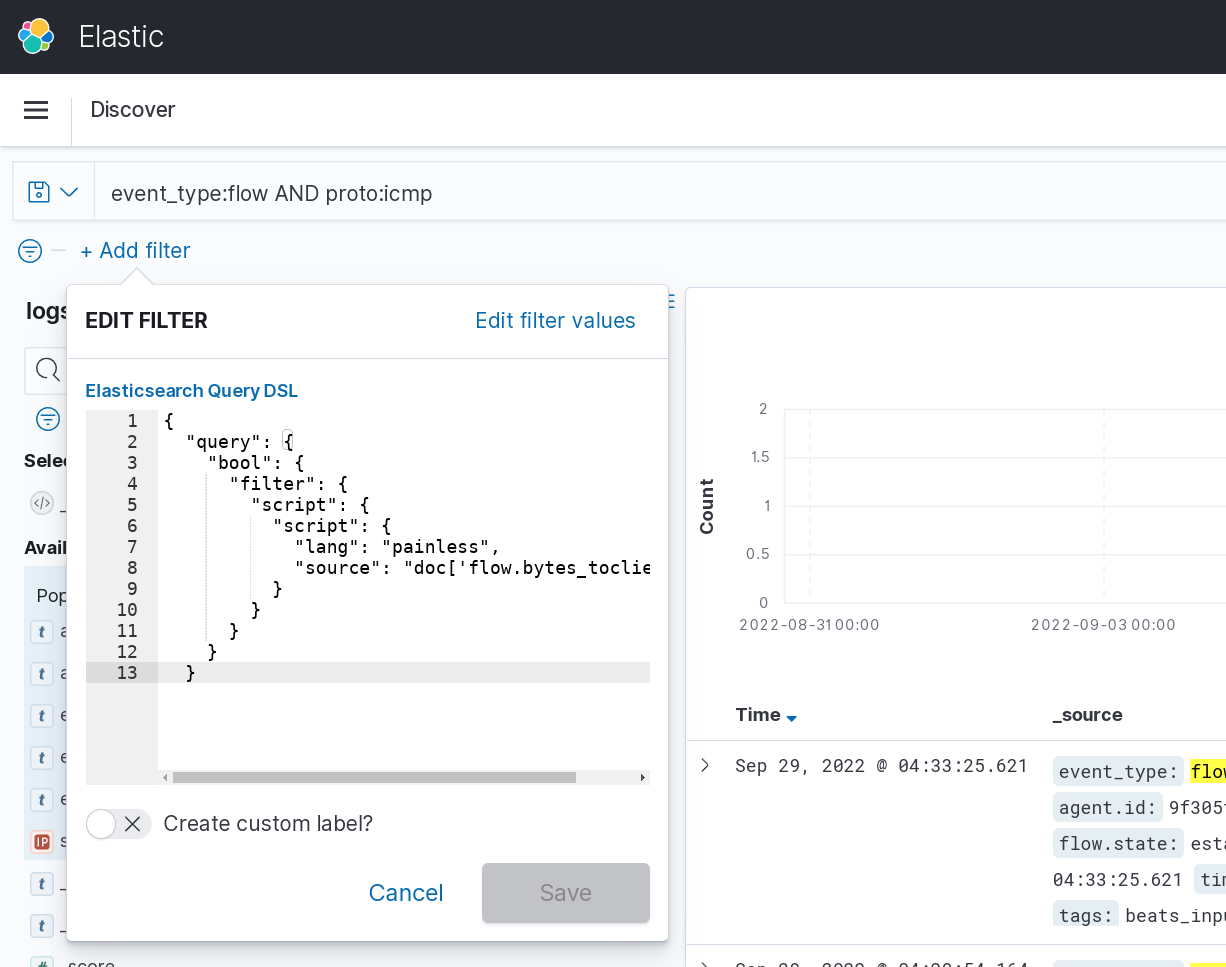 Elastic
Discover
event_type:flow AND proto:icmp
+ Add filter
logs
EDIT FILTER
Edit filter values
Elasticsearch Query DSL
1 {
2 "query": {
3 "bool": {
4 "filter": {
5 "script": {
6 "script": {
7 "lang": "painless",
8 "source": "doc['flow.bytes_toclie
9 }
10 }
11 }
12 }
13 }
Create custom label?
Cancel
Save
Sele
Avail
Pop
t a
t a
t e
t e
t e
IP s
t _
t _
# score
Count
2
1.5
1
0.5
0
2022-08-31 00:00
2022-09-03 00:00
Time
_source
Sep 29, 2022 @ 04:33:25.621
event_type: flow
agent.id: 9f305
flow.state: esta
04:33:25.621 tim
tags: beats_inpu